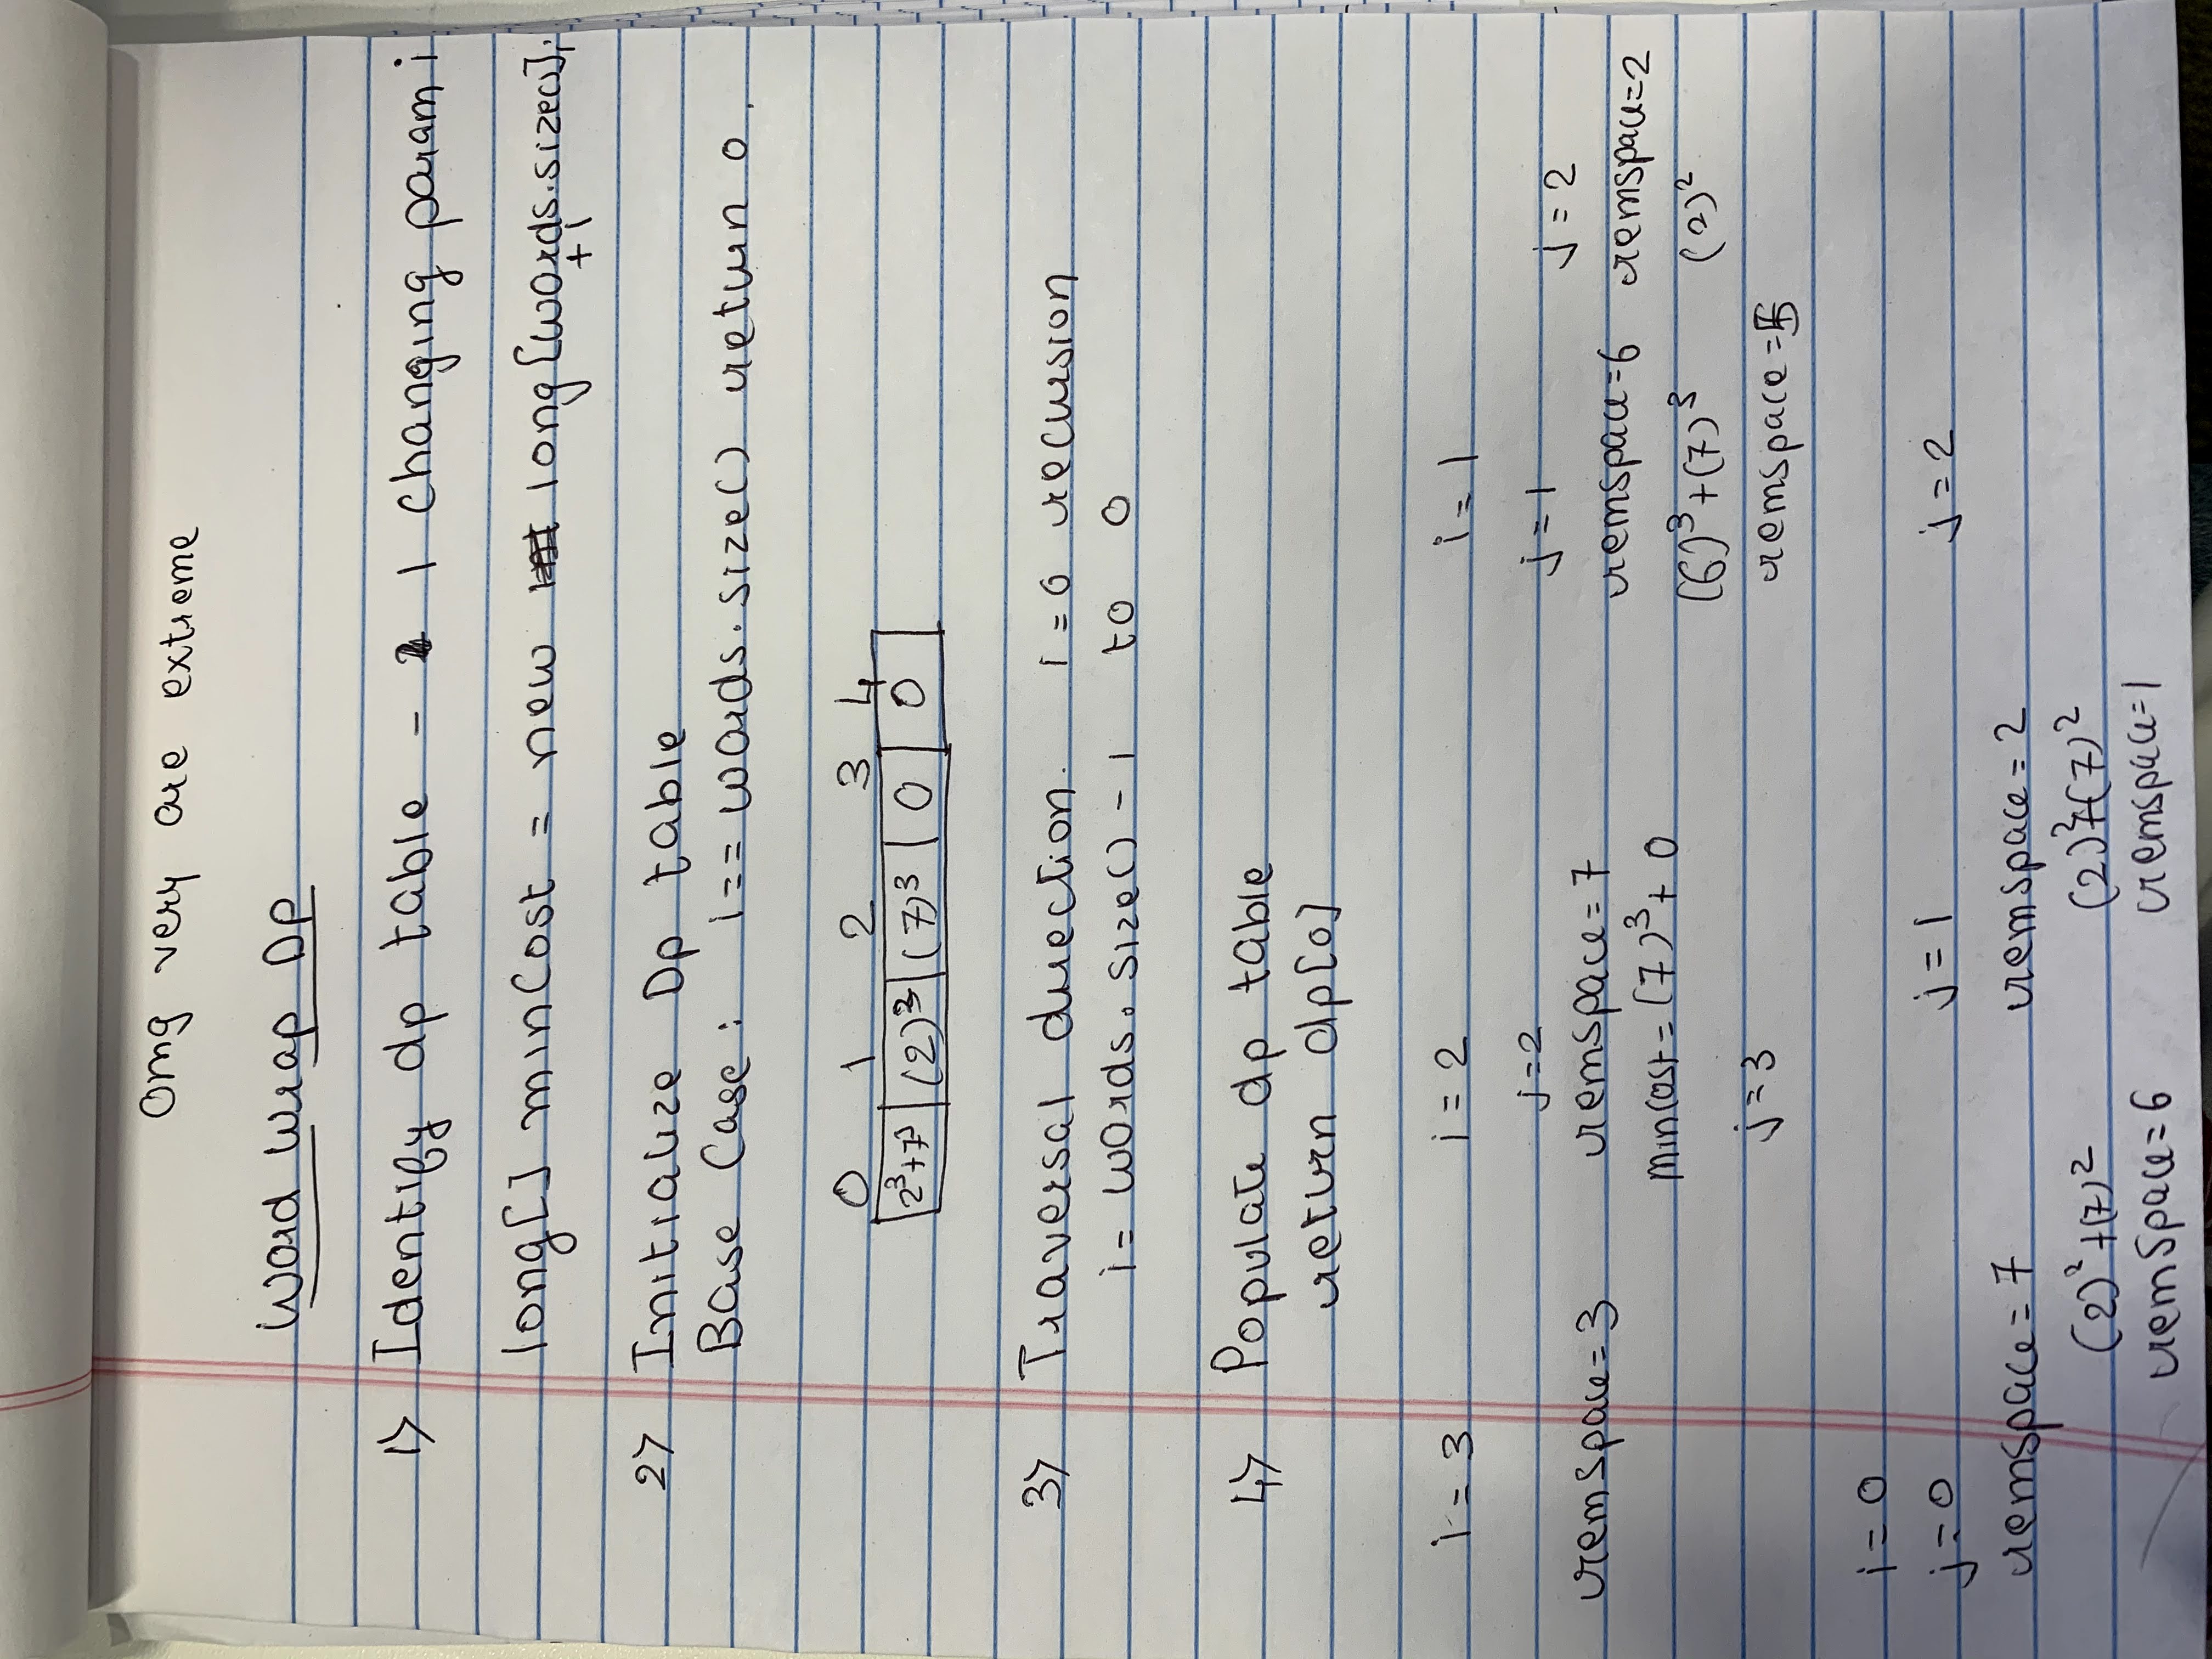 Omg very are extreme
Word Wrap Dp
1) Identify dp table - 1 changing param i
long[] minCost = new long[words.size()];
+1
2) Initialize Dp table
Base Case: i == words.size() return 0.
0 1 2 3 4
2³+7³ (2)³ (7)³ 0 0
3) Traversal direction. i = 0 recursion
i = words.size() - 1 to 0
4) Populate dp table
return dp[0]
i = 3 i = 2 i = 1
j=2 j = 1 j = 2
remspace = 3 remspace = 7 remspace = 6 remspace = 2
mincost = (7)³ + 0 (6)³ + (7)³ (2)²
j = 3 remspace = 5
i = 0
j = 0 j = 1 j = 2
remspace = 7 remspace = 2
(2)² + (7)² (2)² + (7)²
remspace = 6 remspace = 1